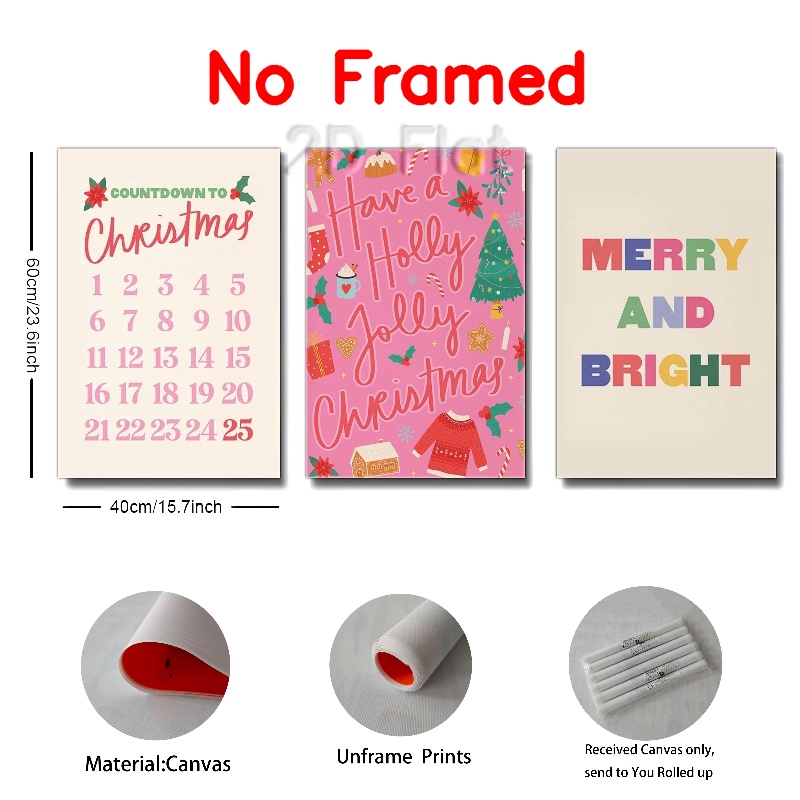 No Framed
2D Flat
COUNTDOWN TO
Christmas
1 2 3 4 5
6 7 8 9 10
11 12 13 14 15
16 17 18 19 20
21 22 23 24 25
Have a
Holly
Jolly
Christmas
MERRY
AND
BRIGHT
60cm/23.6inch
40cm/15.7inch
Material:Canvas
Unframe Prints
Received Canvas only,
send to You Rolled up